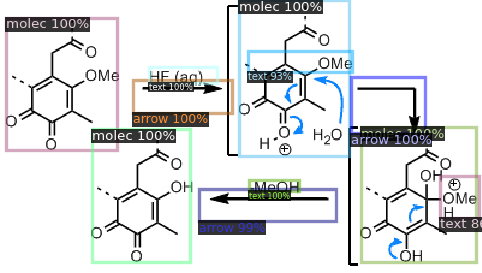 molec 100%
molec 100%
O
OMe
O
O
HF (aq)
text 100%
arrow 100%
O
text 93%
OMe
O
O
H
⊕
H2O
arrow 100%
molec 100%
molec 100%
O
OH
O
O
MeOH
text 100%
arrow 99%
O
OH
⊕
OMe
H
text 80
O
OH